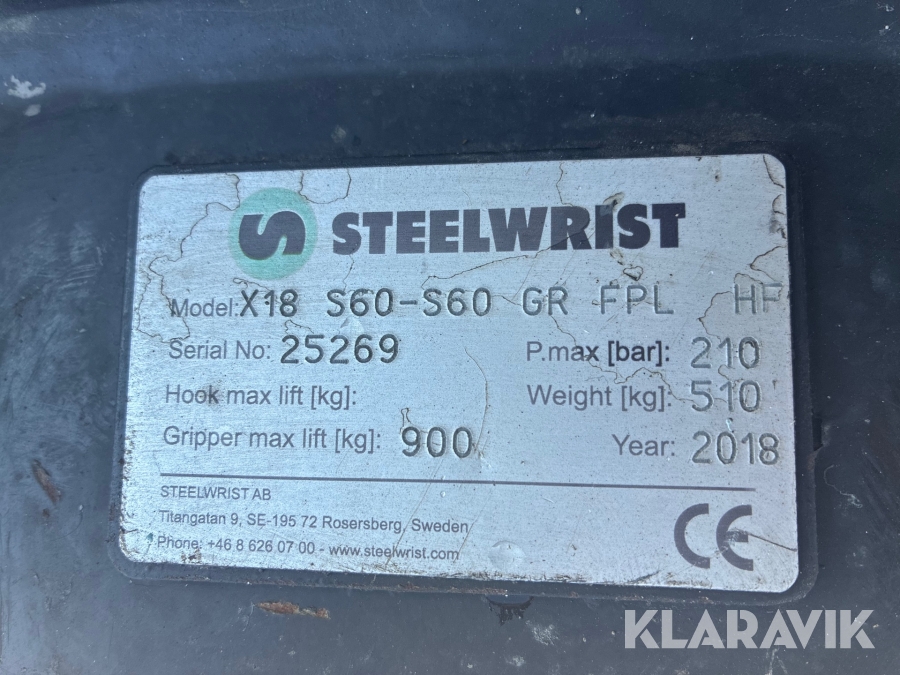 STEELWRIST
Model: X18 S60-S60 GR FPL HF
Serial No: 25269 P.max [bar]: 210
Hook max lift [kg]: Weight [kg]: 510
Gripper max lift [kg]: 900 Year: 2018
STEELWRIST AB
Titangatan 9, SE-195 72 Rosersberg, Sweden
Phone: +46 8 626 07 00 - www.steelwrist.com
CE
KLARAVIK